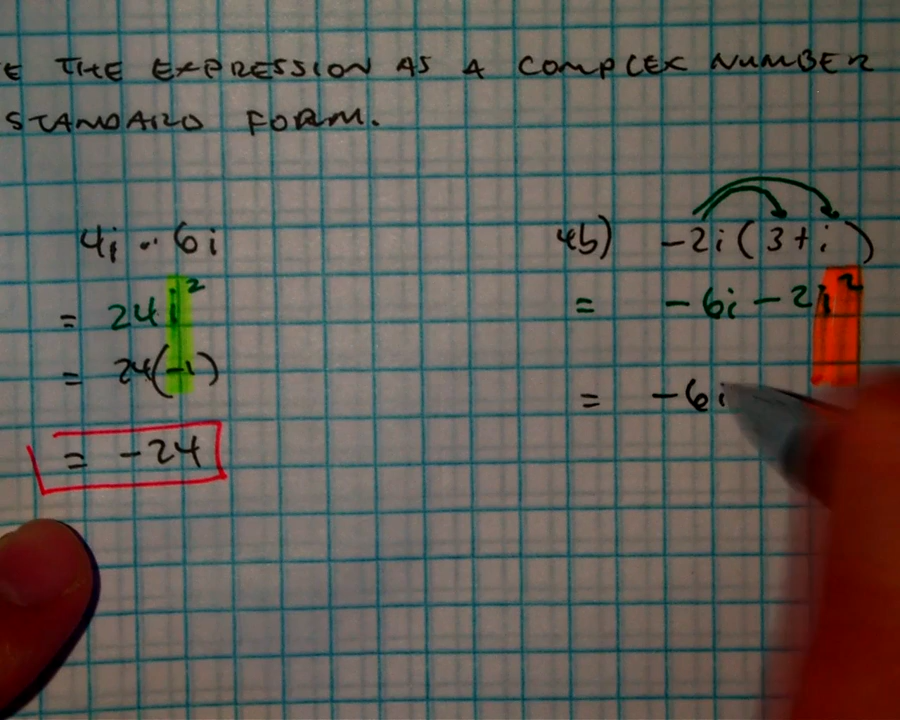 E THE EXPRESSION AS A COMPLEX NUMBER
STANDARD FORM.
4i · 6i
= 24i²
= 24(-1)
= -24
4b) -2i(3+i)
= -6i-2i²
= -6i